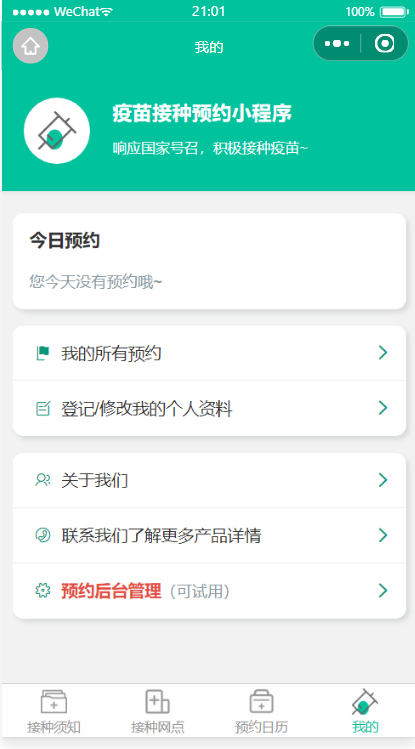 WeChat 21:01 100%
我的
疫苗接种预约小程序
响应国家号召，积极接种疫苗~
今日预约
您今天没有预约哦~
我的所有预约
登记/修改我的个人资料
关于我们
联系我们了解更多产品详情
预约后台管理（可试用）
接种须知 接种网点 预约日历 我的